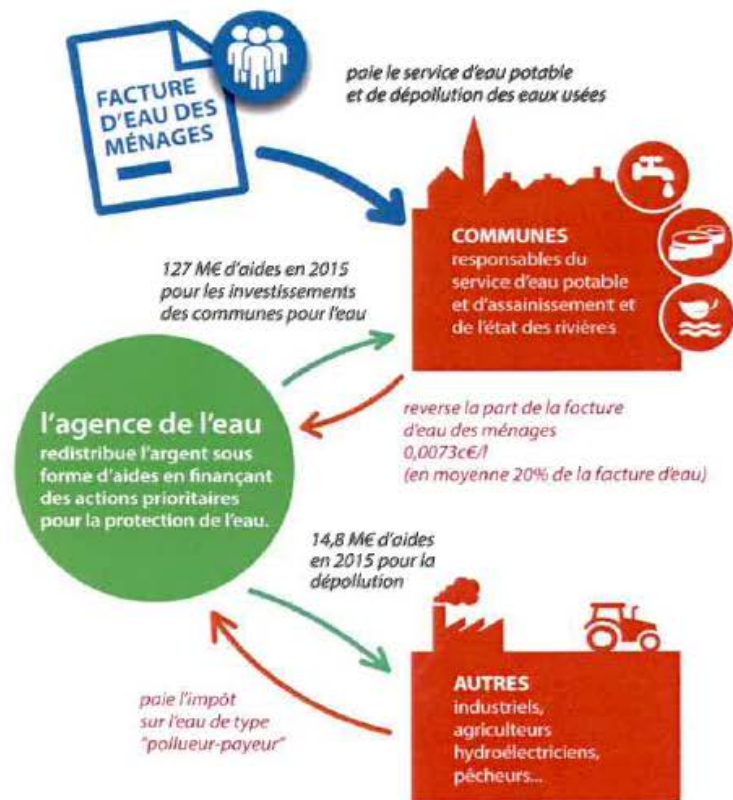 FACTURE
D'EAU DES
MÉNAGES
paie le service d'eau potable
et de dépollution des eaux usées
COMMUNES
responsables du
service d'eau potable
et d'assainissement et
de l'état des rivières
127 M€ d'aides en 2015
pour les investissements
des communes pour l'eau
l'agence de l'eau
redistribue l'argent sous
forme d'aides en finançant
des actions prioritaires
pour la protection de l'eau.
reverse la part de la facture
d'eau des ménages
0,0073c€/l
(en moyenne 20% de la facture d'eau)
14,8 M€ d'aides
en 2015 pour la
dépollution
paie l'impôt
sur l'eau de type
"pollueur-payeur"
AUTRES
industriels,
agriculteurs
hydroélectriciens,
pêcheurs...